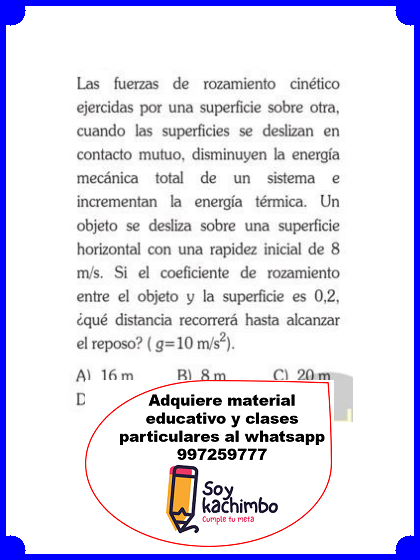 Las fuerzas de rozamiento cinético
ejercidas por una superficie sobre otra,
cuando las superficies se deslizan en
contacto mutuo, disminuyen la energía
mecánica total de un sistema e
incrementan la energía térmica. Un
objeto se desliza sobre una superficie
horizontal con una rapidez inicial de 8
m/s. Si el coeficiente de rozamiento
entre el objeto y la superficie es 0,2,
¿qué distancia recorrerá hasta alcanzar
el reposo? ( g=10 m/s²).
A) 16 m B) 8 m C) 20 m
D
Adquiere material
educativo y clases
particulares al whatsapp
997259777
Soy
kachimbo
Cumple tu meta